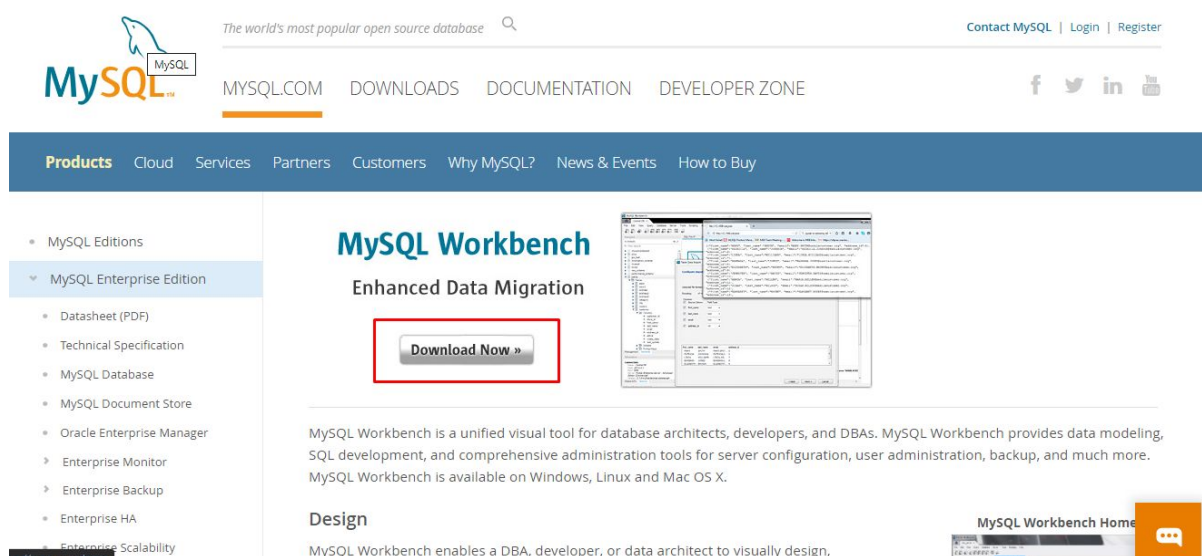 The world's most popular open source database
Contact MySQL | Login | Register
MySQL
MySQL
MYSQL.COM DOWNLOADS DOCUMENTATION DEVELOPER ZONE
f in You Tube
Products Cloud Services Partners Customers Why MySQL? News & Events How to Buy
MySQL Editions
MySQL Enterprise Edition
Datasheet (PDF)
Technical Specification
MySQL Database
MySQL Document Store
Oracle Enterprise Manager
Enterprise Monitor
Enterprise Backup
Enterprise HA
Enterprise Scalability
MySQL Workbench
Enhanced Data Migration
Download Now »
MySQL Workbench is a unified visual tool for database architects, developers, and DBAs. MySQL Workbench provides data modeling,
SQL development, and comprehensive administration tools for server configuration, user administration, backup, and much more.
MySQL Workbench is available on Windows, Linux and Mac OS X.
Design
MySQL Workbench enables a DBA, developer, or data architect to visually design,
MySQL Workbench Home